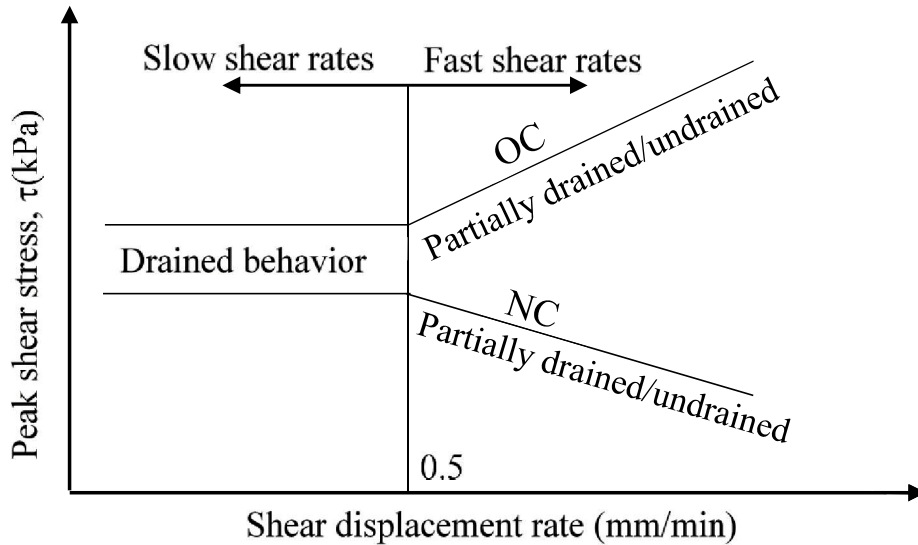 Slow shear rates
Fast shear rates
OC
Partially drained/undrained
Drained behavior
NC
Partially drained/undrained
0.5
Peak shear stress, τ(kPa)
Shear displacement rate (mm/min)